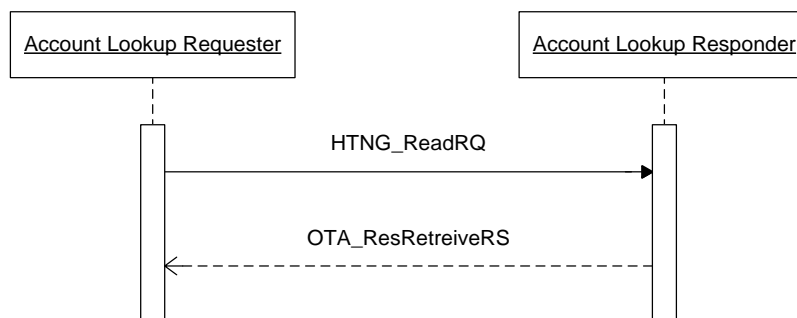 Account Lookup Requester
Account Lookup Responder
HTNG_ReadRQ
OTA_ResRetreiveRS